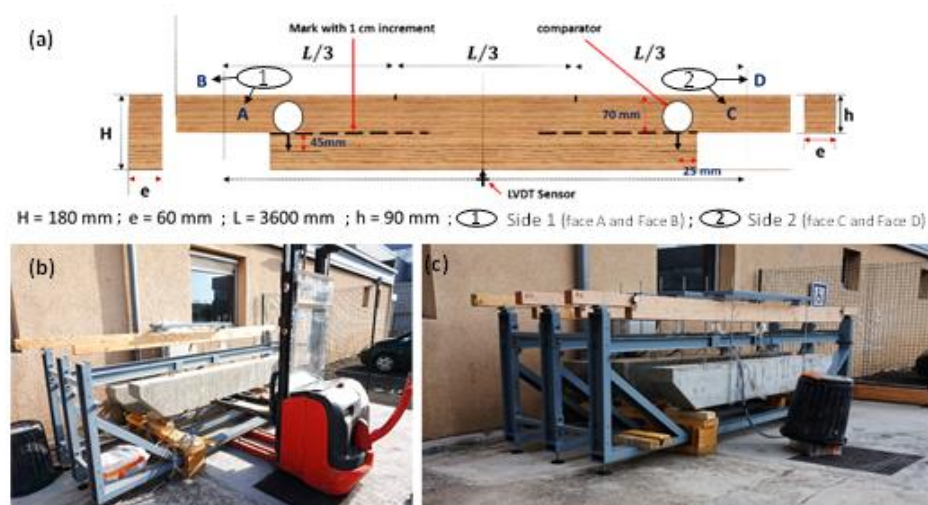 (a)
Mark with 1 cm increment
comparator
L/3
L/3
L/3
B
1
2
D
A
C
H
70 mm
h
45mm
e
25 mm
e
LVDT Sensor
H = 180 mm ; e = 60 mm ; L = 3600 mm ; h = 90 mm ; 1 Side 1 (face A and Face B) ; 2 Side 2 (face C and Face D)
(b)
(c)